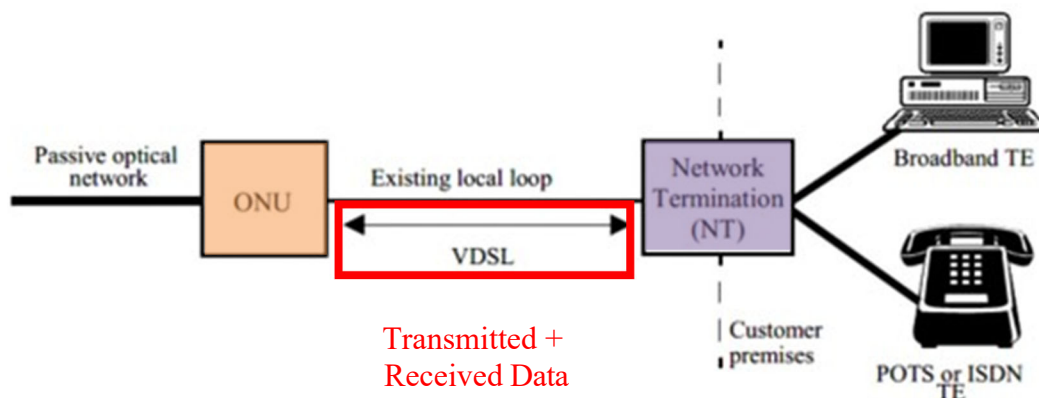 Passive optical
network
ONU
Existing local loop
VDSL
Transmitted +
Received Data
Network
Termination
(NT)
Customer
premises
Broadband TE
POTS or ISDN
TE